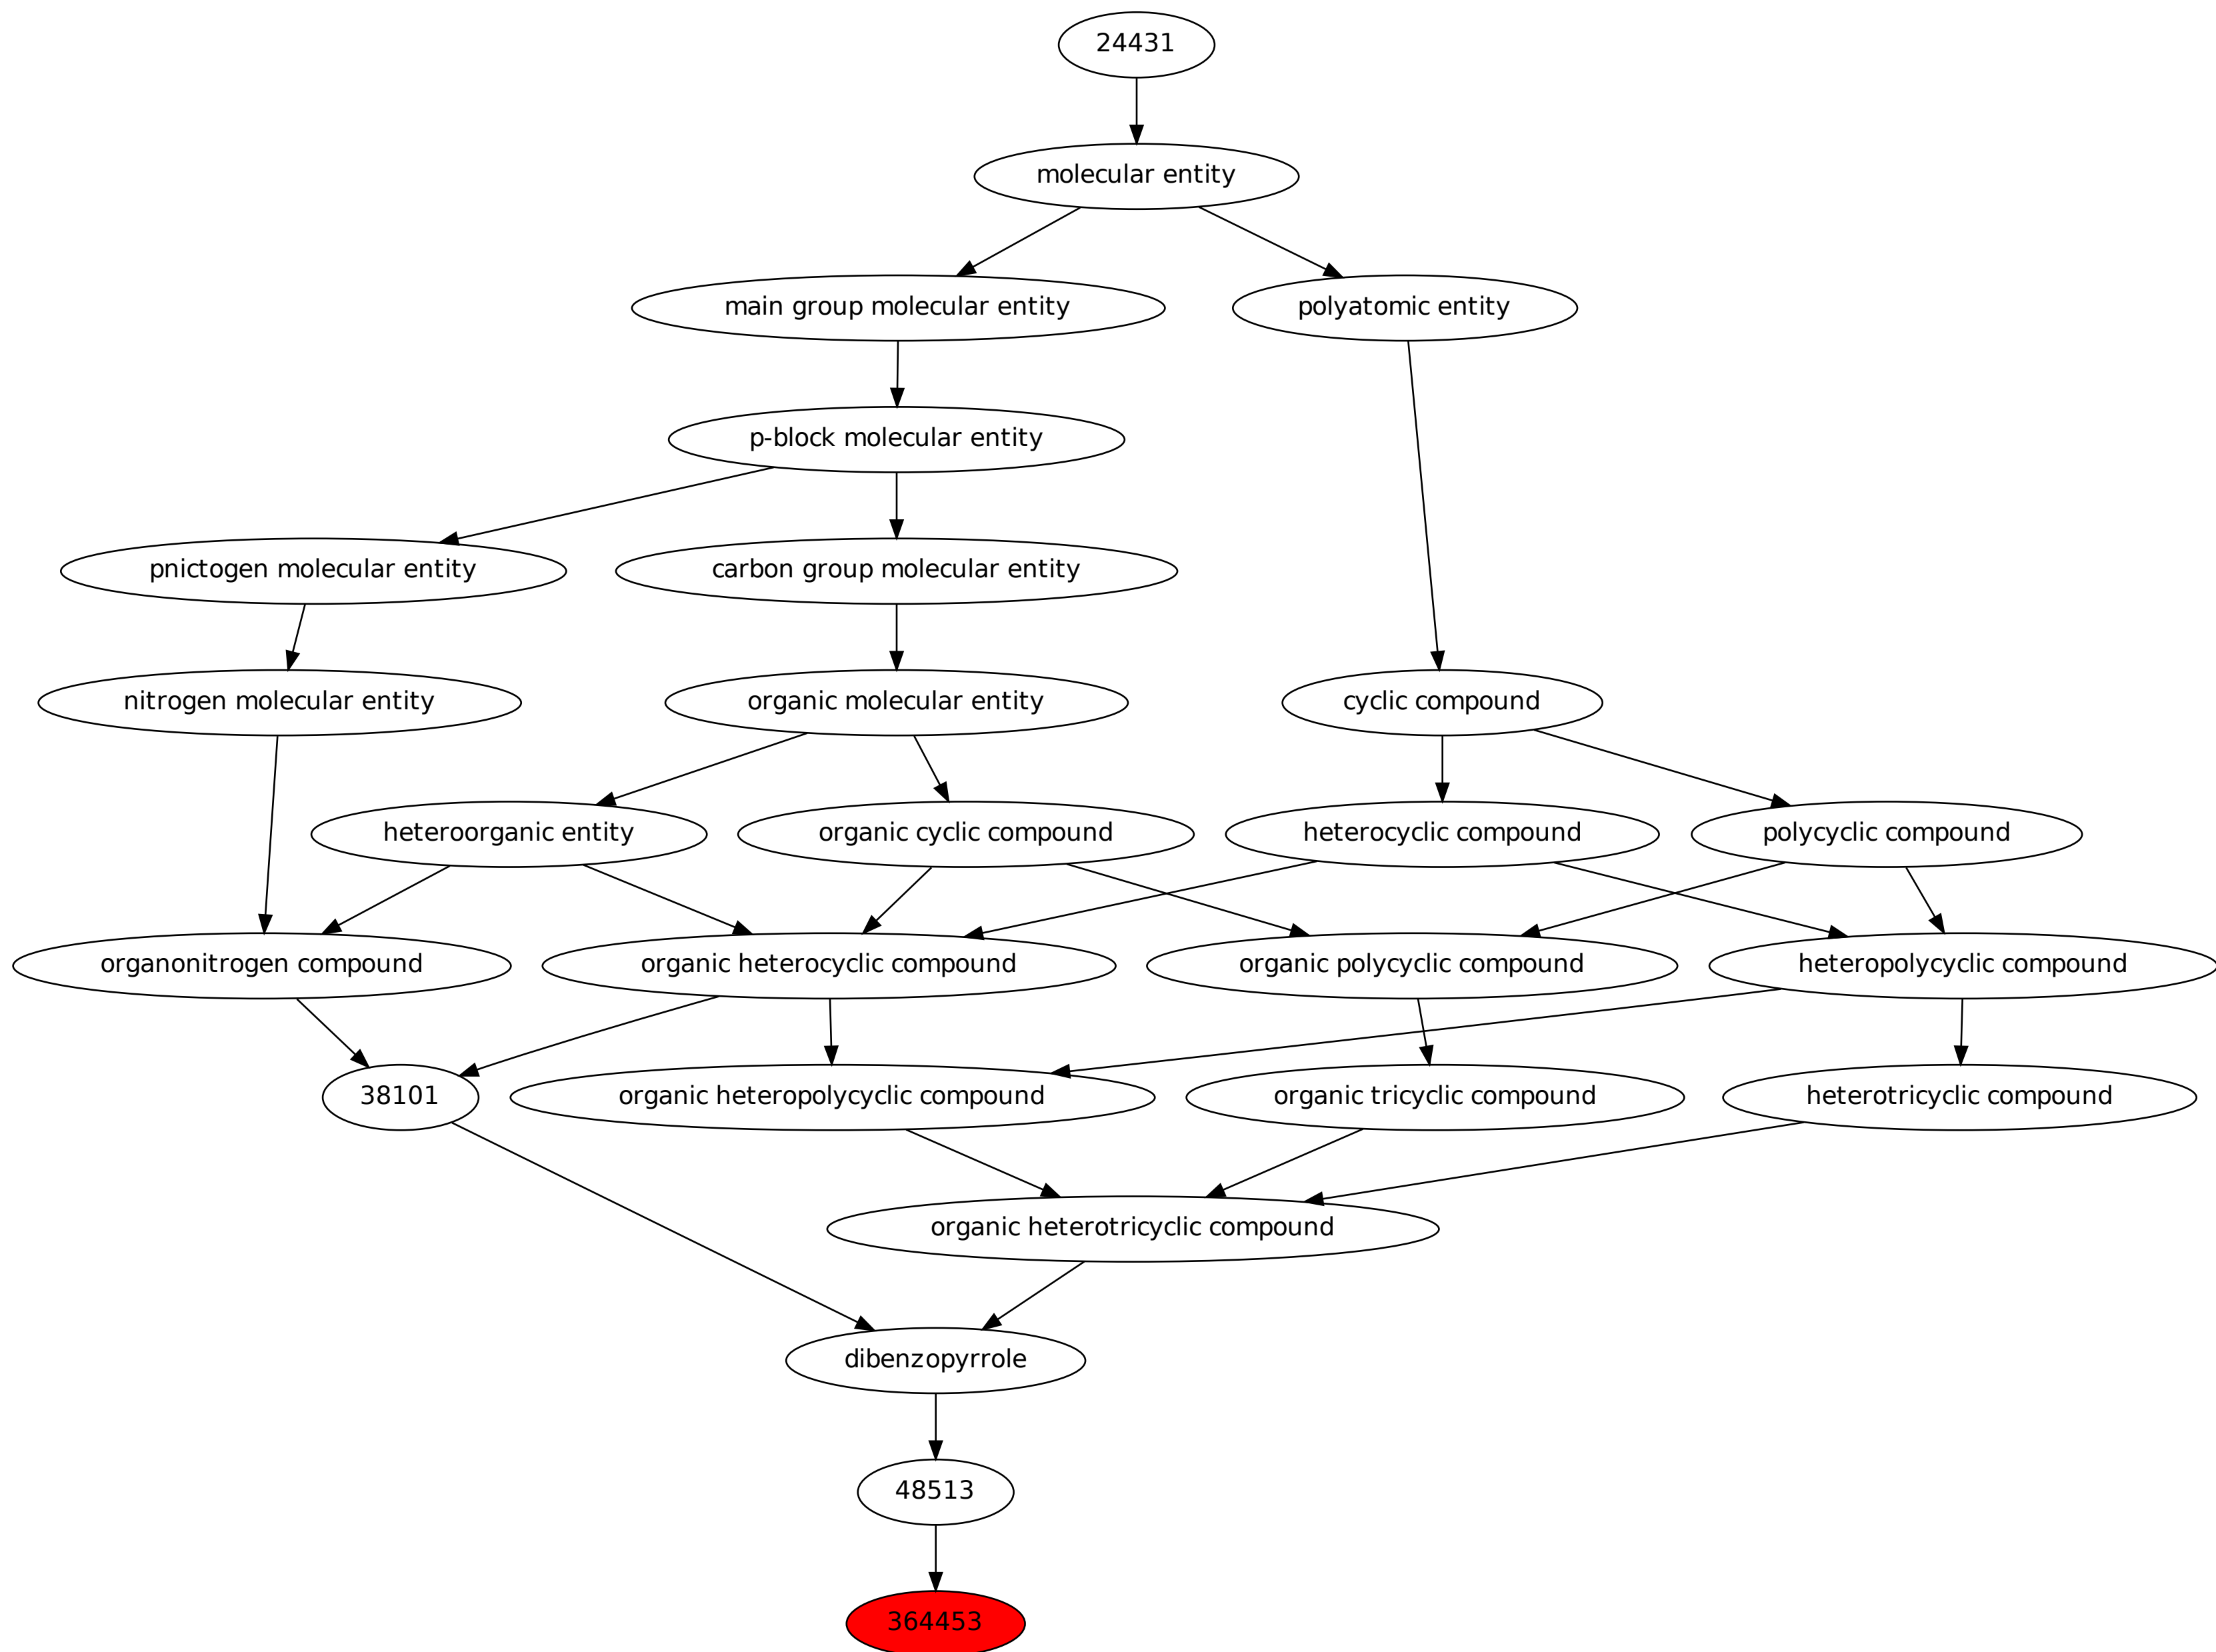 24431
molecular entity
main group molecular entity
polyatomic entity
p-block molecular entity
pnictogen molecular entity
carbon group molecular entity
nitrogen molecular entity
organic molecular entity
cyclic compound
heteroorganic entity
organic cyclic compound
heterocyclic compound
polycyclic compound
organonitrogen compound
organic heterocyclic compound
organic polycyclic compound
heteropolycyclic compound
38101
organic heteropolycyclic compound
organic tricyclic compound
heterotricyclic compound
organic heterotricyclic compound
dibenzopyrrole
48513
364453